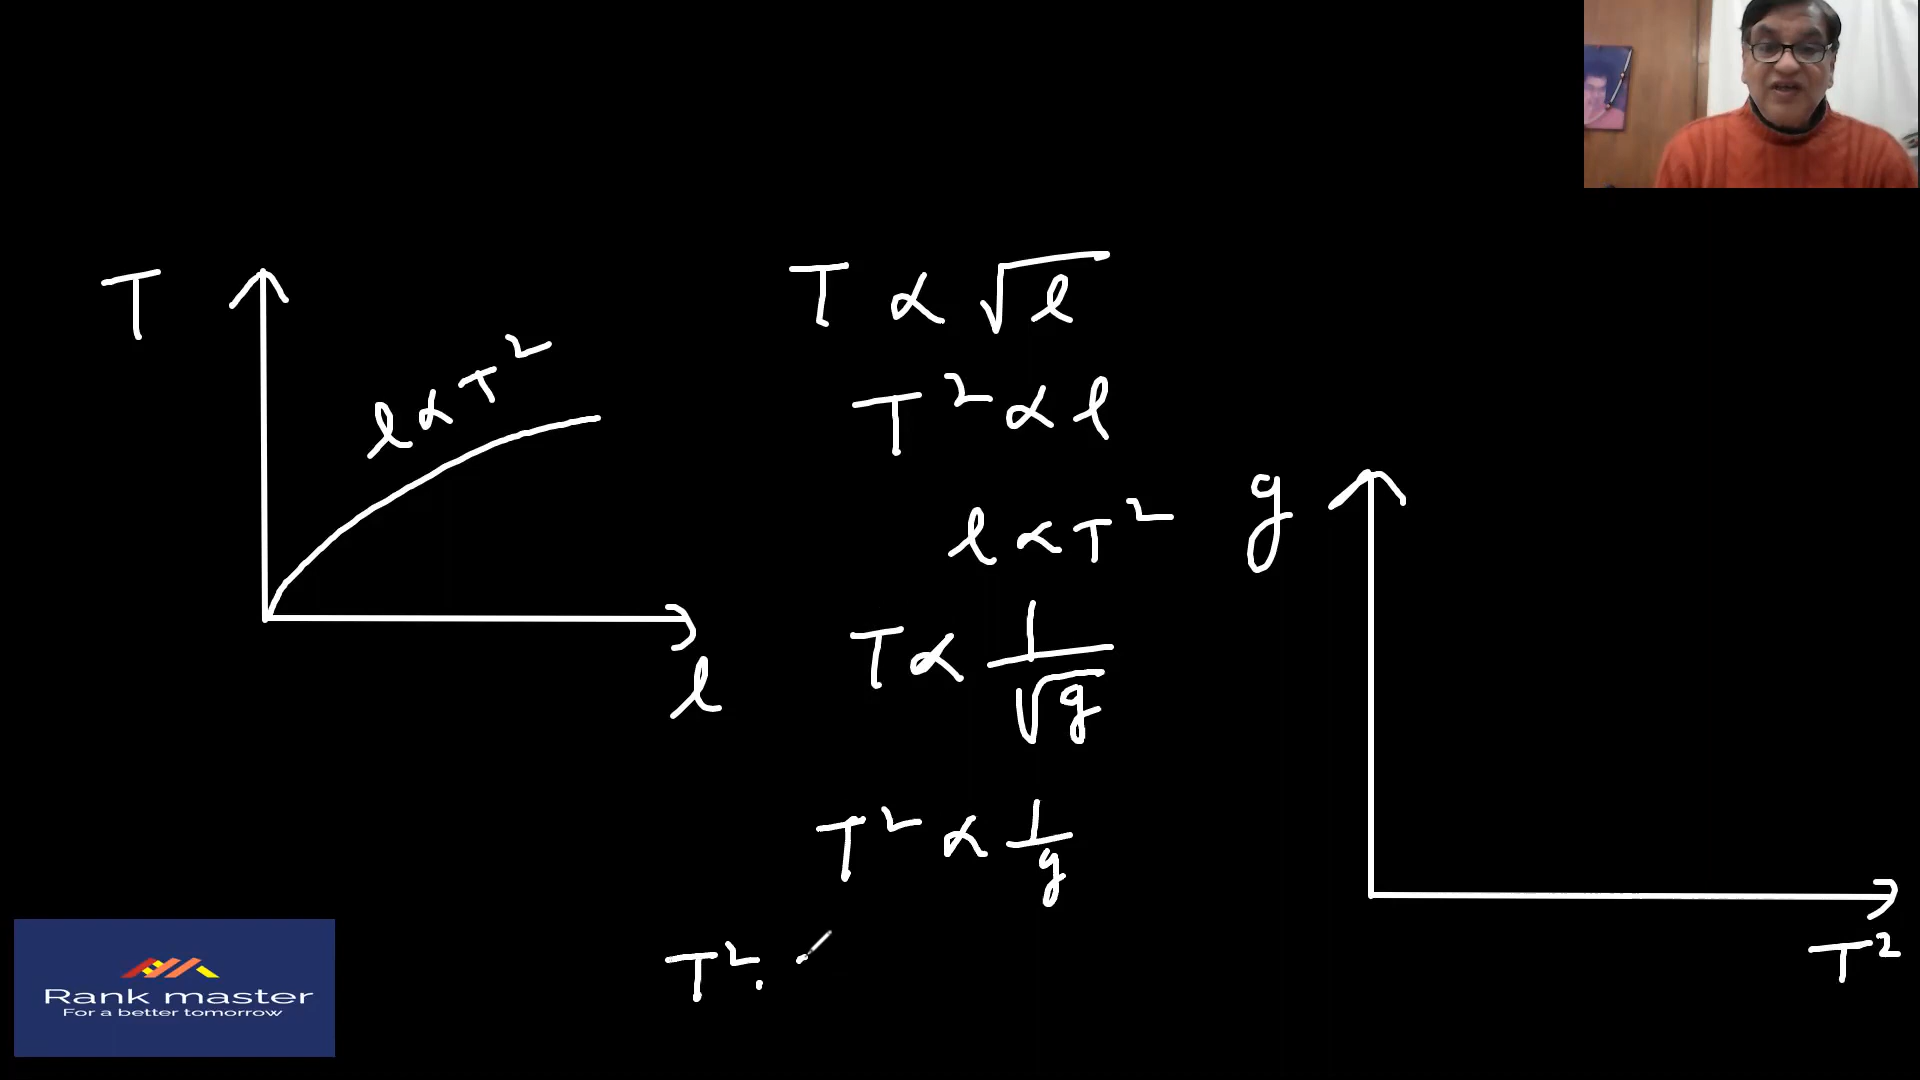 T
l ∝ T²
l
T ∝ √l
T² ∝ l
l ∝ T²
T ∝ 1/√g
T² ∝ 1/g
T².
g
T²
Rank master
For a better tomorrow